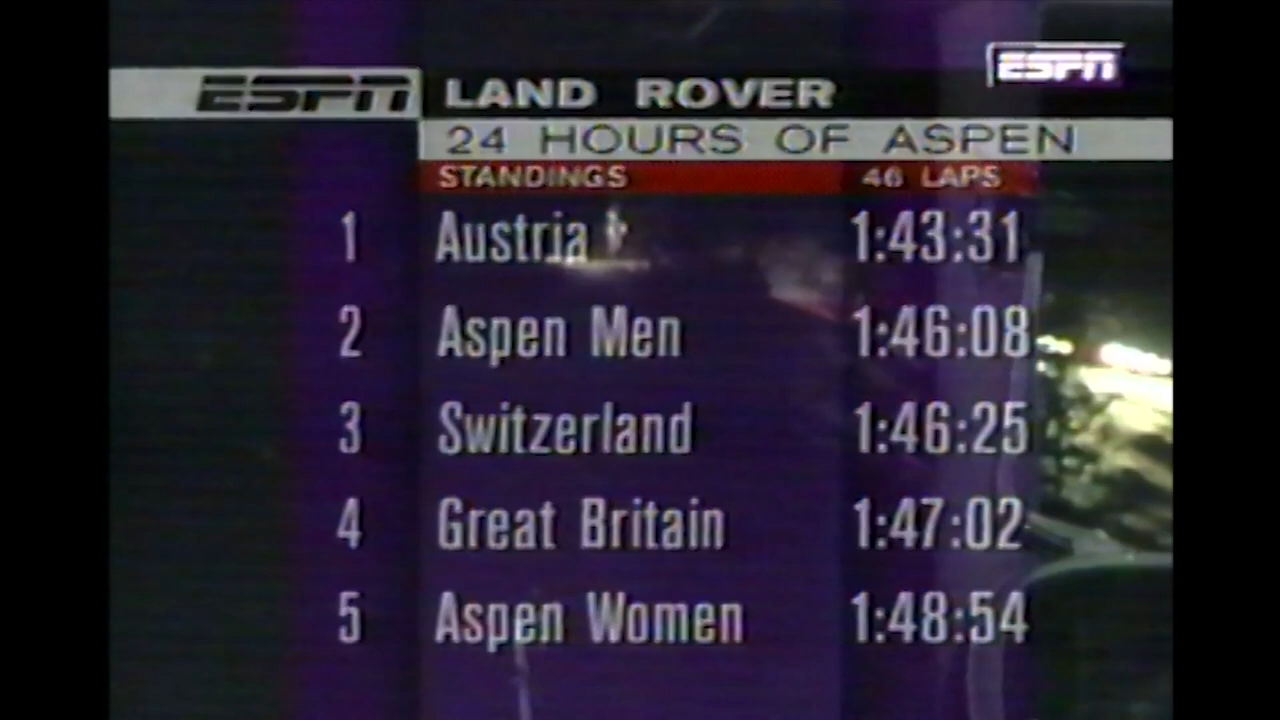 ESPN
ESPN LAND ROVER
24 HOURS OF ASPEN
STANDINGS 46 LAPS
1 Austria 1:43:31
2 Aspen Men 1:46:08
3 Switzerland 1:46:25
4 Great Britain 1:47:02
5 Aspen Women 1:48:54